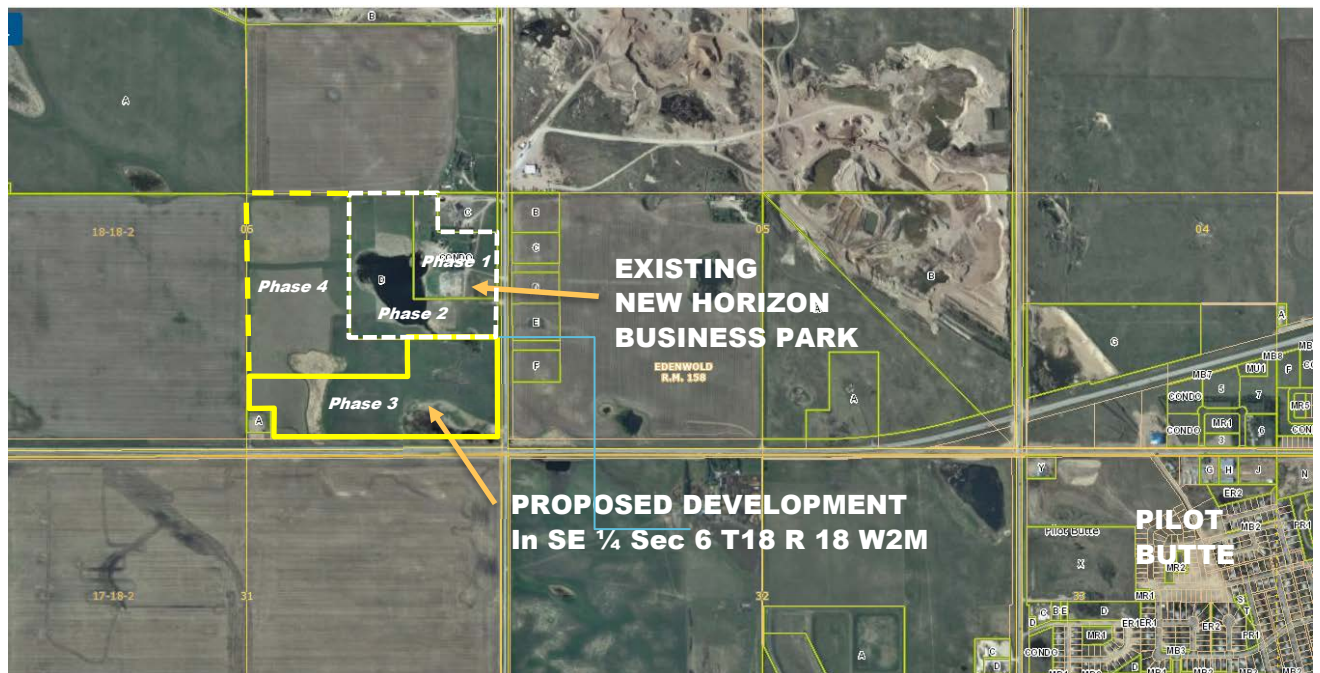 B
A
18-18-2
06
C
B
CONDO
Phase 1
C
D
G
Phase 4
Phase 2
E
EXISTING
NEW HORIZON
BUSINESS PARK
F
EDENWOLD
R.M. 158
Phase 3
A
05
A
A
B
04
G
A
MB8
MU1
F
MB7
CONDO
5
7
MR5
CONDO
MR1
6
3
PROPOSED DEVELOPMENT
In SE ¼ Sec 6 T18 R 18 W2M
Y
G
H
J
N
ER2
PILOT
BUTTE
MB2
PR1
Pilot Butte
X
MR2
MR1
17-18-2
31
32
33
S
T
C
B
E
D
D
ER1
ER1
ER2
MR1
PR1
CONDO
MB3
A
C
D
D
MR1
MB2